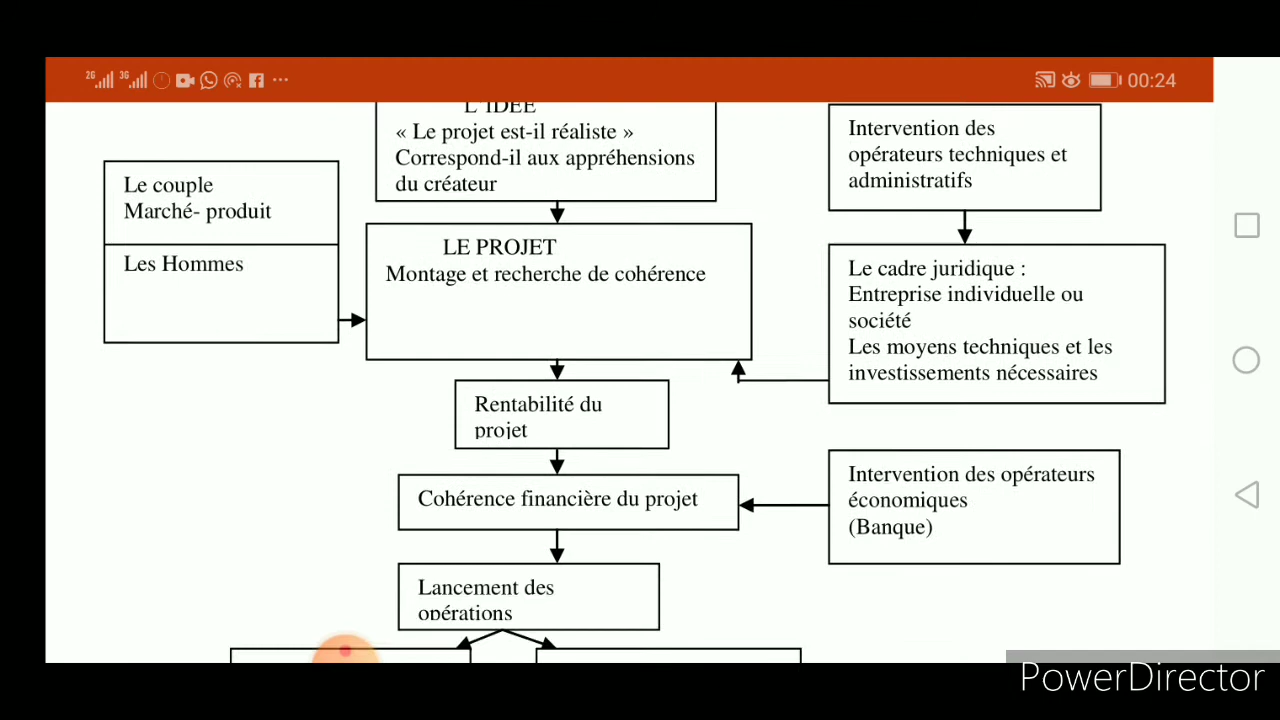 2G 3G
00:24
L'IDEE
« Le projet est-il réaliste »
Correspond-il aux appréhensions
du créateur
Intervention des
opérateurs techniques et
administratifs
Le couple
Marché- produit
Les Hommes
LE PROJET
Montage et recherche de cohérence
Le cadre juridique :
Entreprise individuelle ou
société
Les moyens techniques et les
investissements nécessaires
Rentabilité du
projet
Cohérence financière du projet
Intervention des opérateurs
économiques
(Banque)
Lancement des
opérations
PowerDirector